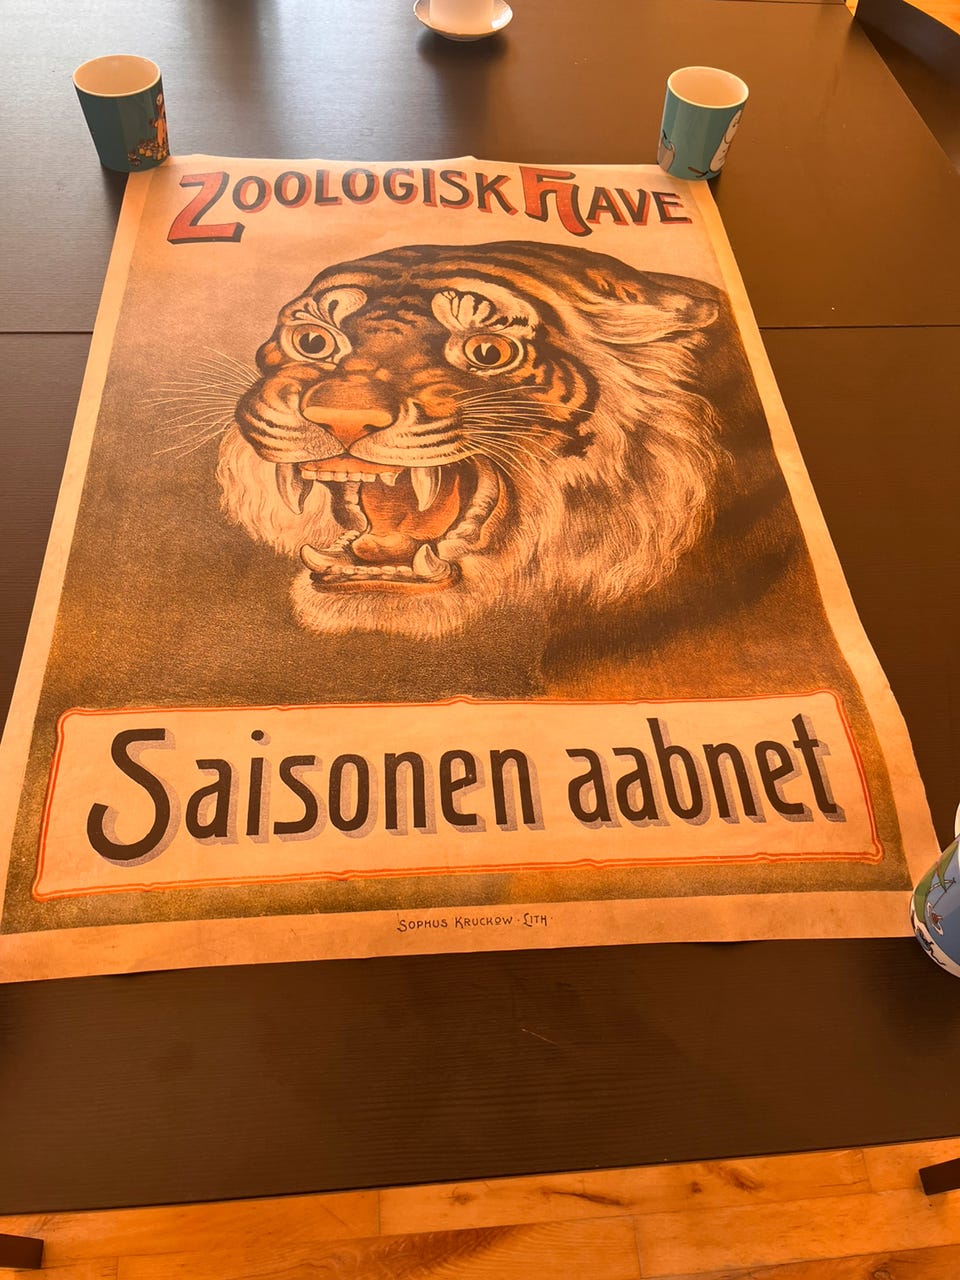 ZOOLOGISK HAVE
Saisonen aabnet
SOPHUS KRUCKOW · LITH ·